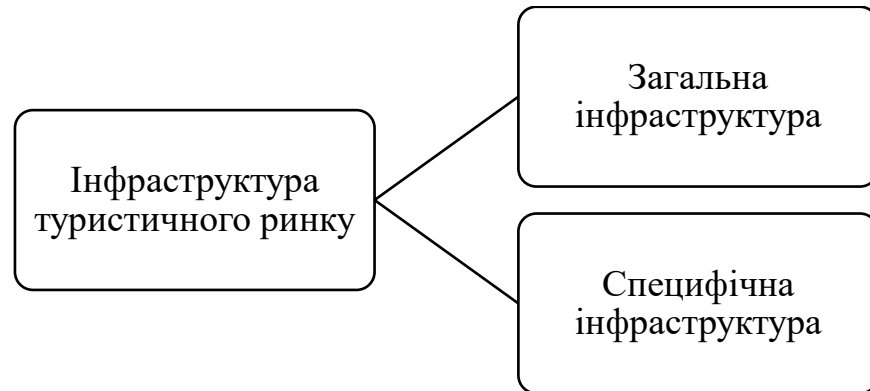 Інфраструктура
туристичного ринку
Загальна
інфраструктура
Специфічна
інфраструктура